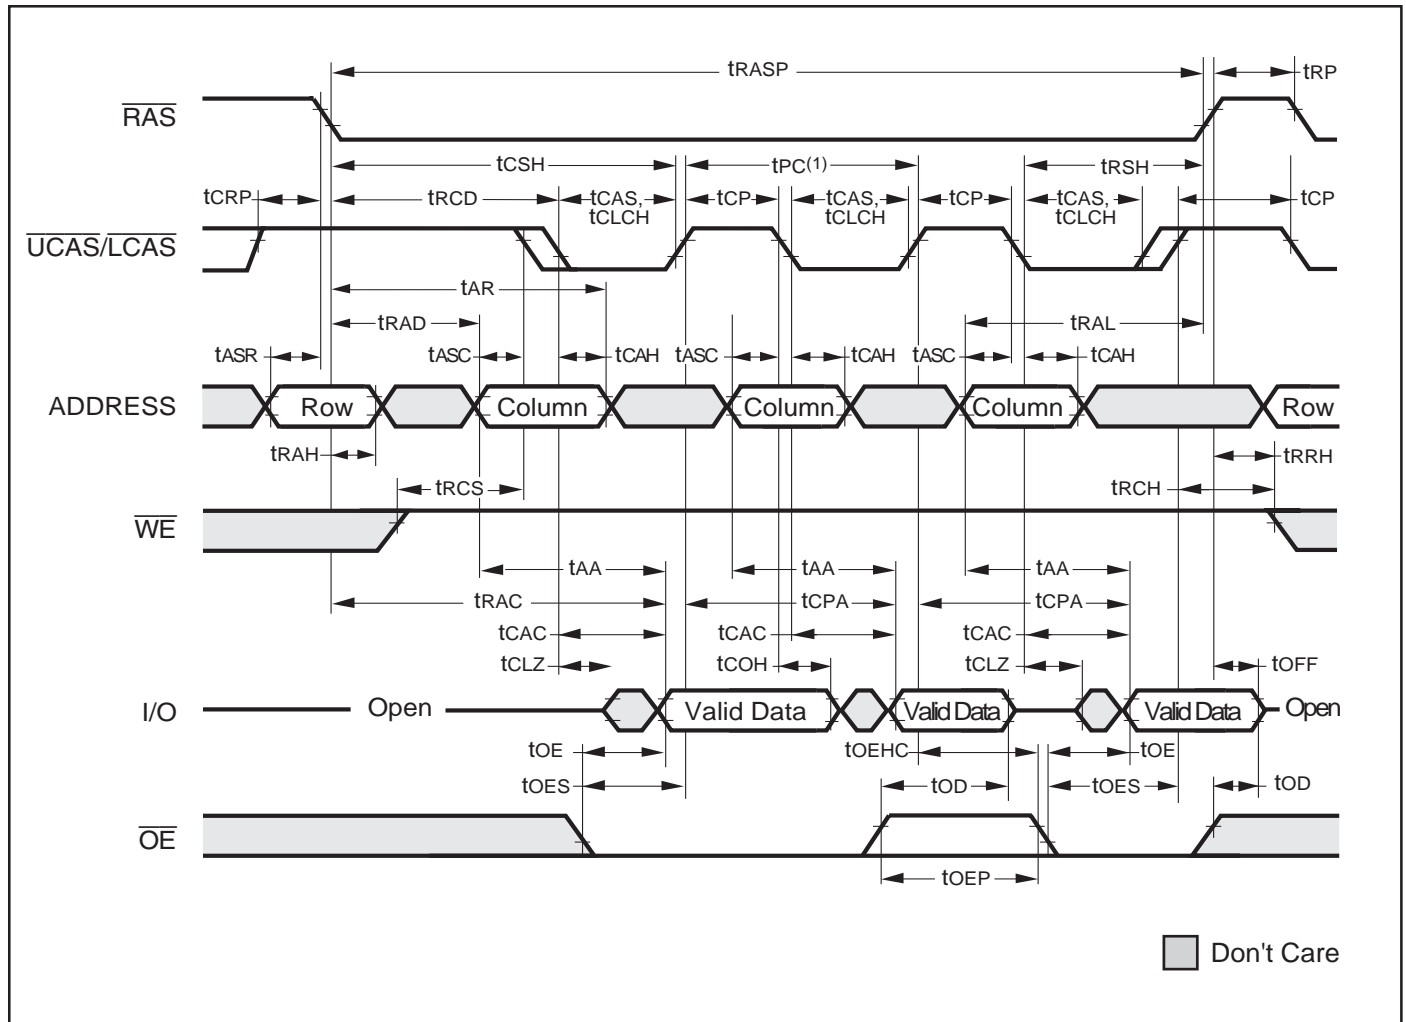 tRASP
tRP
RAS
tCSH
tPC(1)
tRSH
tCRP
tRCD
tCAS,
tCLCH
tCP
tCAS,
tCLCH
tCP
tCAS,
tCLCH
tCP
UCAS/LCAS
tAR
tRAD
tRAL
tASR
tASC
tCAH
tASC
tCAH
tASC
tCAH
ADDRESS
Row
Column
Column
Column
Row
tRAH
tRRH
tRCS
tRCH
WE
tAA
tAA
tAA
tRAC
tCPA
tCPA
tCAC
tCAC
tCAC
tCLZ
tCOH
tCLZ
tOFF
I/O
Open
Valid Data
Valid Data
Valid Data
Open
tOE
tOEHC
tOE
tOES
tOD
tOES
tOD
OE
tOEP
Don't Care